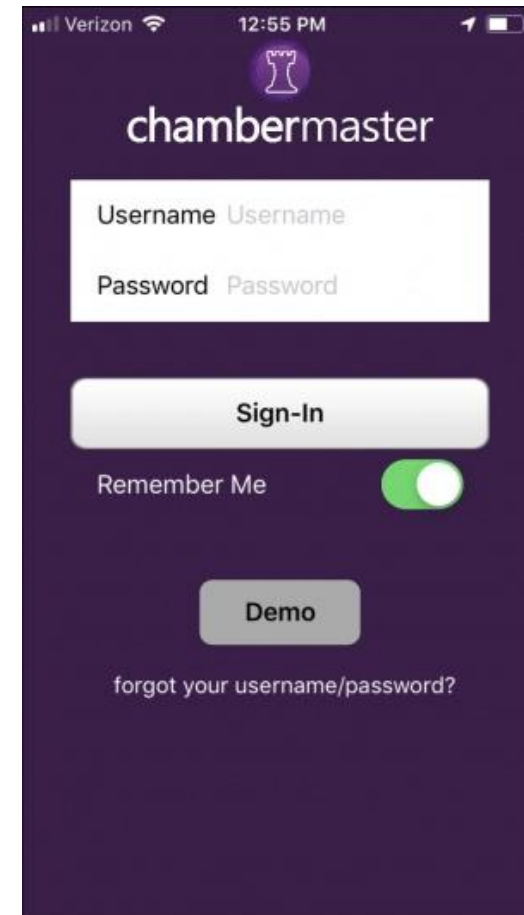 Verizon 12:55 PM
chambermaster
Username Username
Password Password
Sign-In
Remember Me
Demo
forgot your username/password?